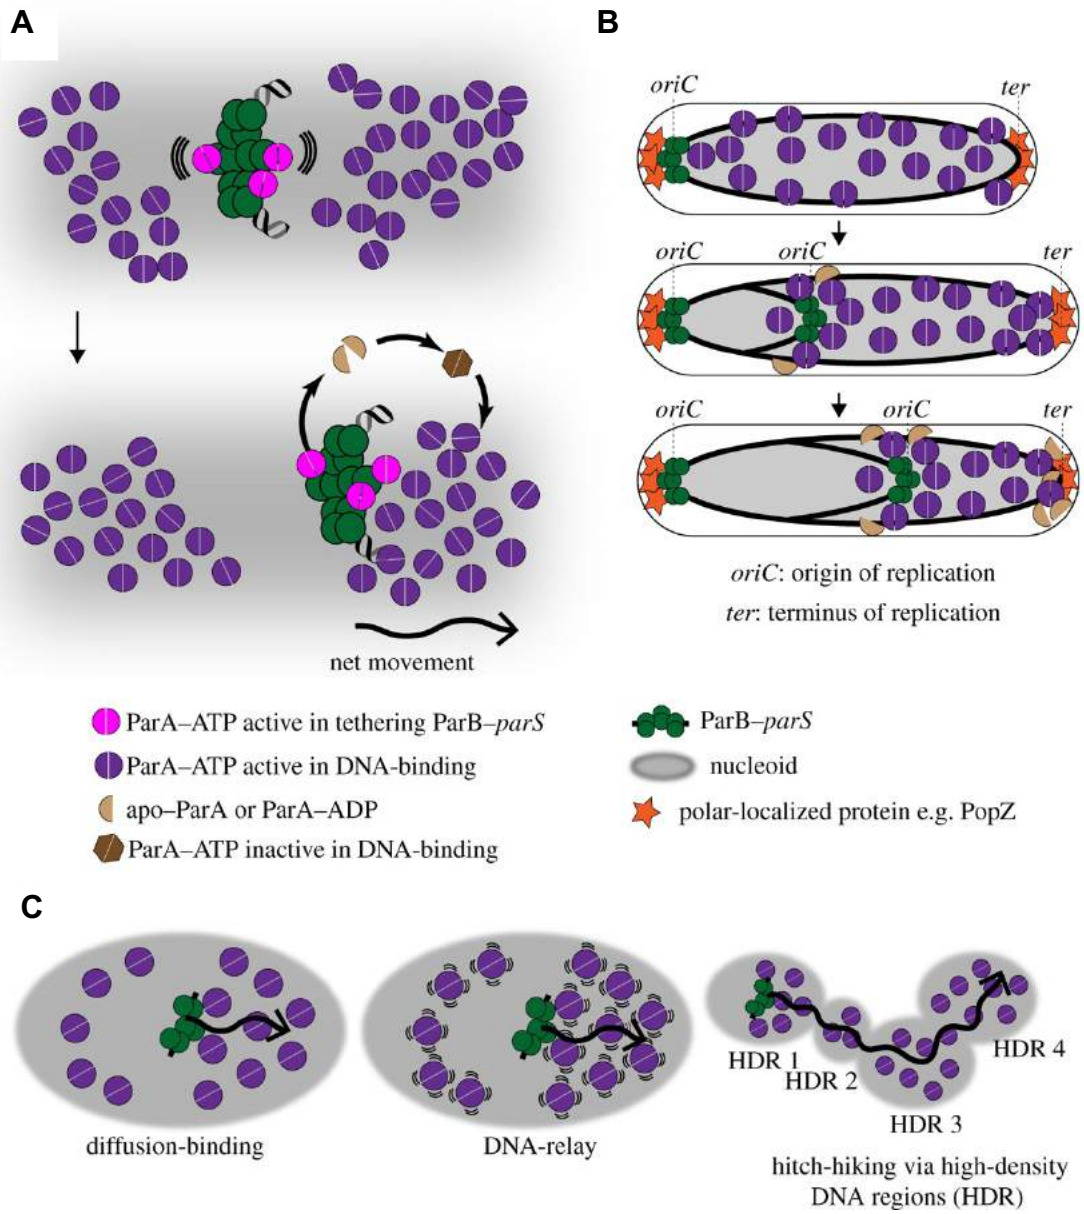 A
B
oriC
ter
oriC
oriC
ter
oriC
oriC
ter
oriC: origin of replication
ter: terminus of replication
net movement
ParA–ATP active in tethering ParB–parS
ParA–ATP active in DNA-binding
apo–ParA or ParA–ADP
ParA–ATP inactive in DNA-binding
ParB–parS
nucleoid
polar-localized protein e.g. PopZ
C
diffusion-binding
DNA-relay
HDR 1
HDR 2
HDR 3
HDR 4
hitch-hiking via high-density
DNA regions (HDR)